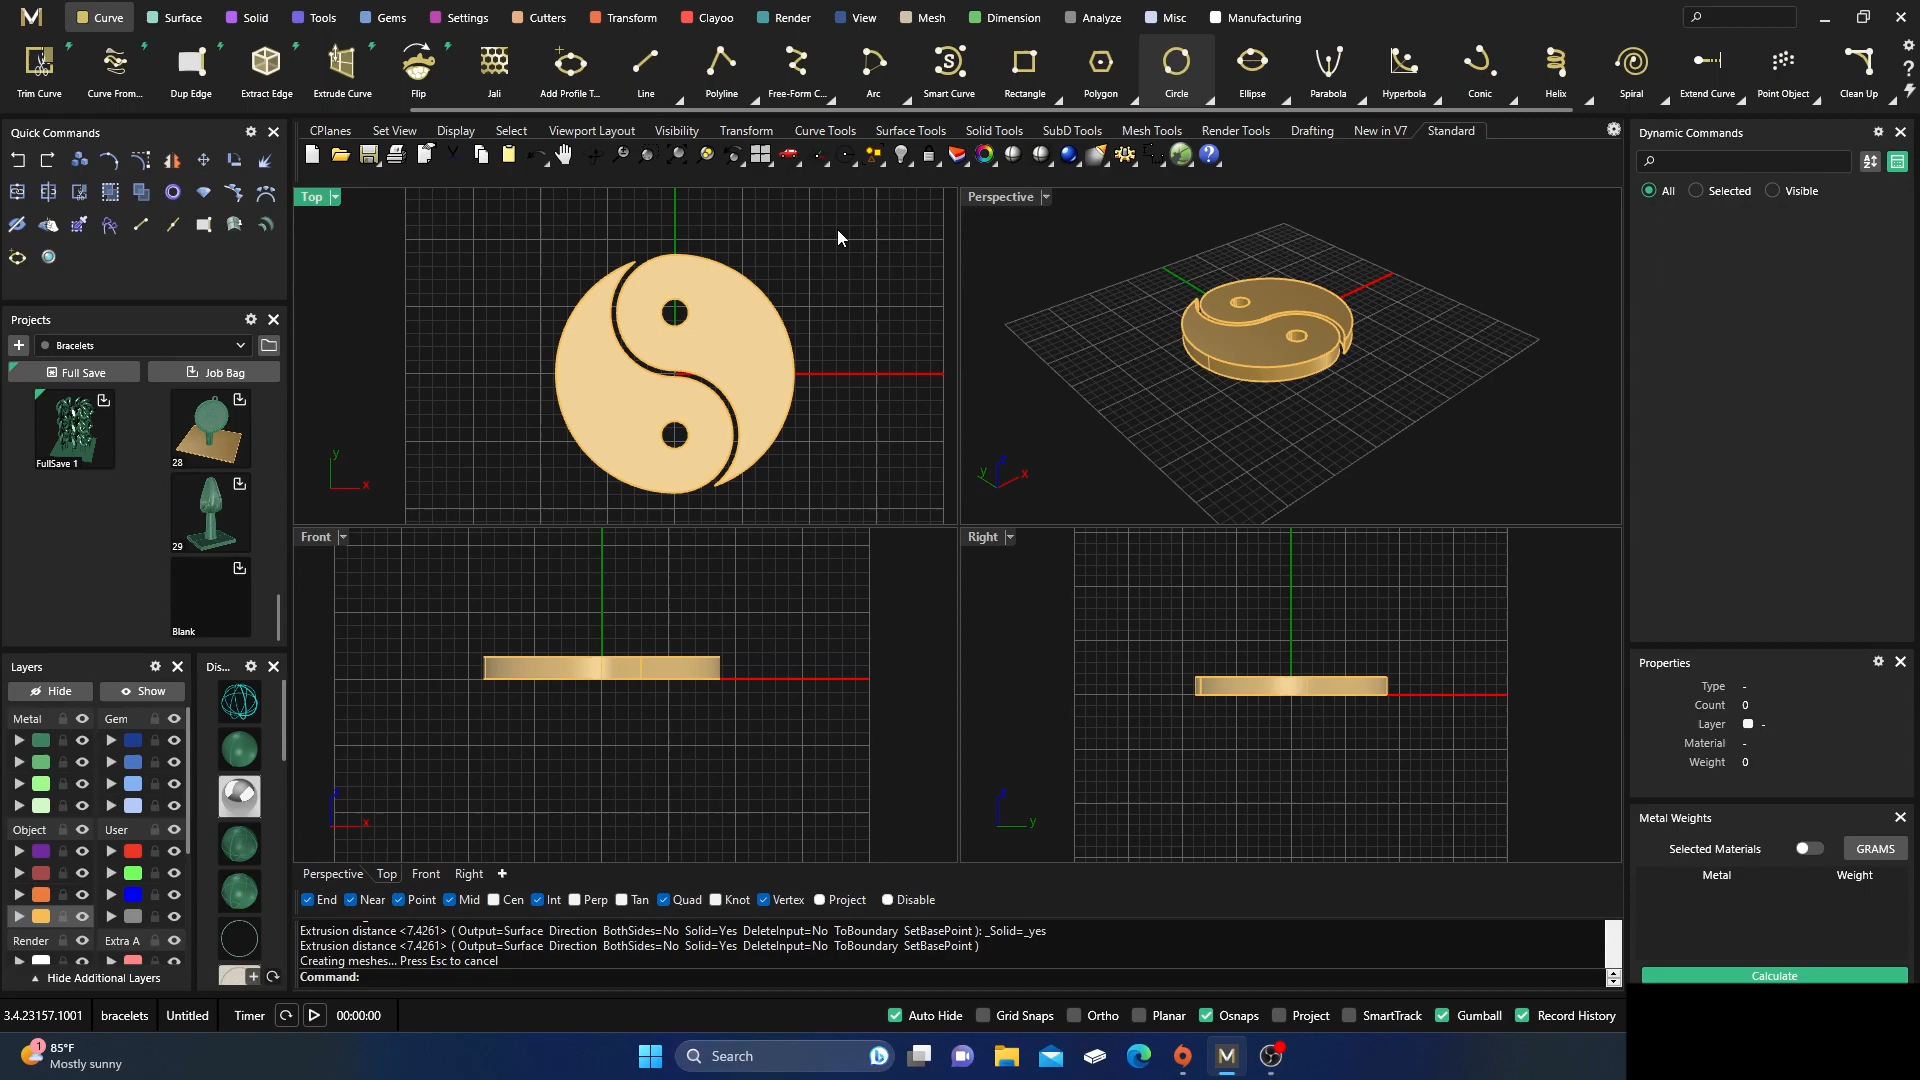 Curve Surface Solid Tools Gems Settings Cutters Transform Clayoo Render View Mesh Dimension Analyze Misc Manufacturing
Trim Curve Curve From... Dup Edge Extract Edge Extrude Curve Flip Jali Add Profile T... Line Polyline Free-Form C... Arc Smart Curve Rectangle Polygon Circle Ellipse Parabola Hyperbola Conic Helix Spiral Extend Curve Point Object Clean Up
Quick Commands
CPlanes Set View Display Select Viewport Layout Visibility Transform Curve Tools Surface Tools Solid Tools SubD Tools Mesh Tools Render Tools Drafting New in V7 Standard
Dynamic Commands
All Selected Visible
Top
Perspective
Projects
Bracelets
Full Save Job Bag
FullSave 1
28
29
Blank
y
x
y
z
x
Front
Right
z
x
z
y
Layers
Hide Show
Metal Gem
Object User
Render Extra A
Hide Additional Layers
Dis...
Properties
Type -
Count 0
Layer -
Material -
Weight 0
Metal Weights
Selected Materials GRAMS
Metal Weight
Calculate
Perspective Top Front Right
End Near Point Mid Cen Int Perp Tan Quad Knot Vertex Project Disable
Extrusion distance <7.4261> ( Output=Surface Direction BothSides=No Solid=Yes DeleteInput=No ToBoundary SetBasePoint ): _Solid=_yes
Extrusion distance <7.4261> ( Output=Surface Direction BothSides=No Solid=Yes DeleteInput=No ToBoundary SetBasePoint )
Creating meshes... Press Esc to cancel
Command:
3.4.23157.1001 bracelets Untitled Timer 00:00:00 Auto Hide Grid Snaps Ortho Planar Osnaps Project SmartTrack Gumball Record History
1
85°F
Mostly sunny
Search